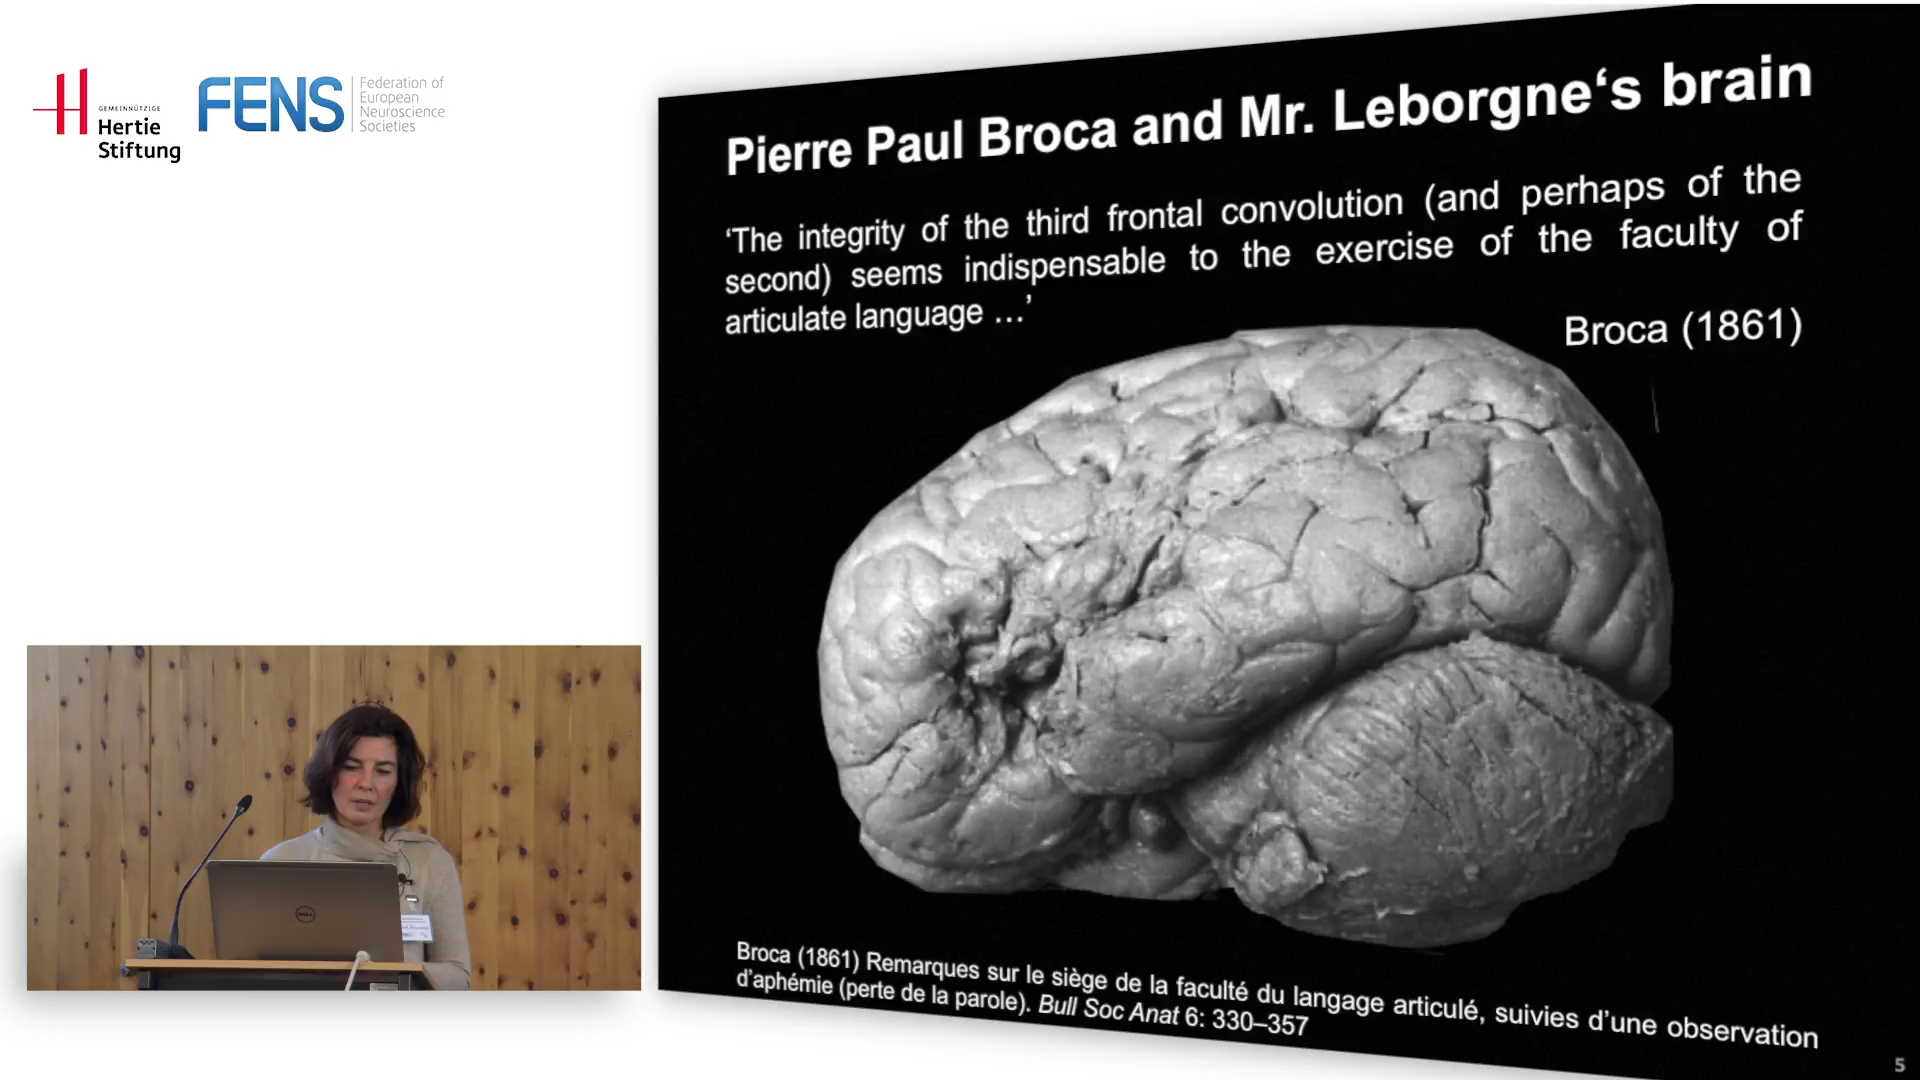 GEMEINNÜTZIGE
Hertie
Stiftung
FENS
Federation of
European
Neuroscience
Societies
Pierre Paul Broca and Mr. Leborgne‘s brain
‘The integrity of the third frontal convolution (and perhaps of the
second) seems indispensable to the exercise of the faculty of
articulate language …’
Broca (1861)
DELL
Broca (1861) Remarques sur le siège de la faculté du langage articulé, suivies d’une observation
d’aphémie (perte de la parole). Bull Soc Anat 6: 330–357
5